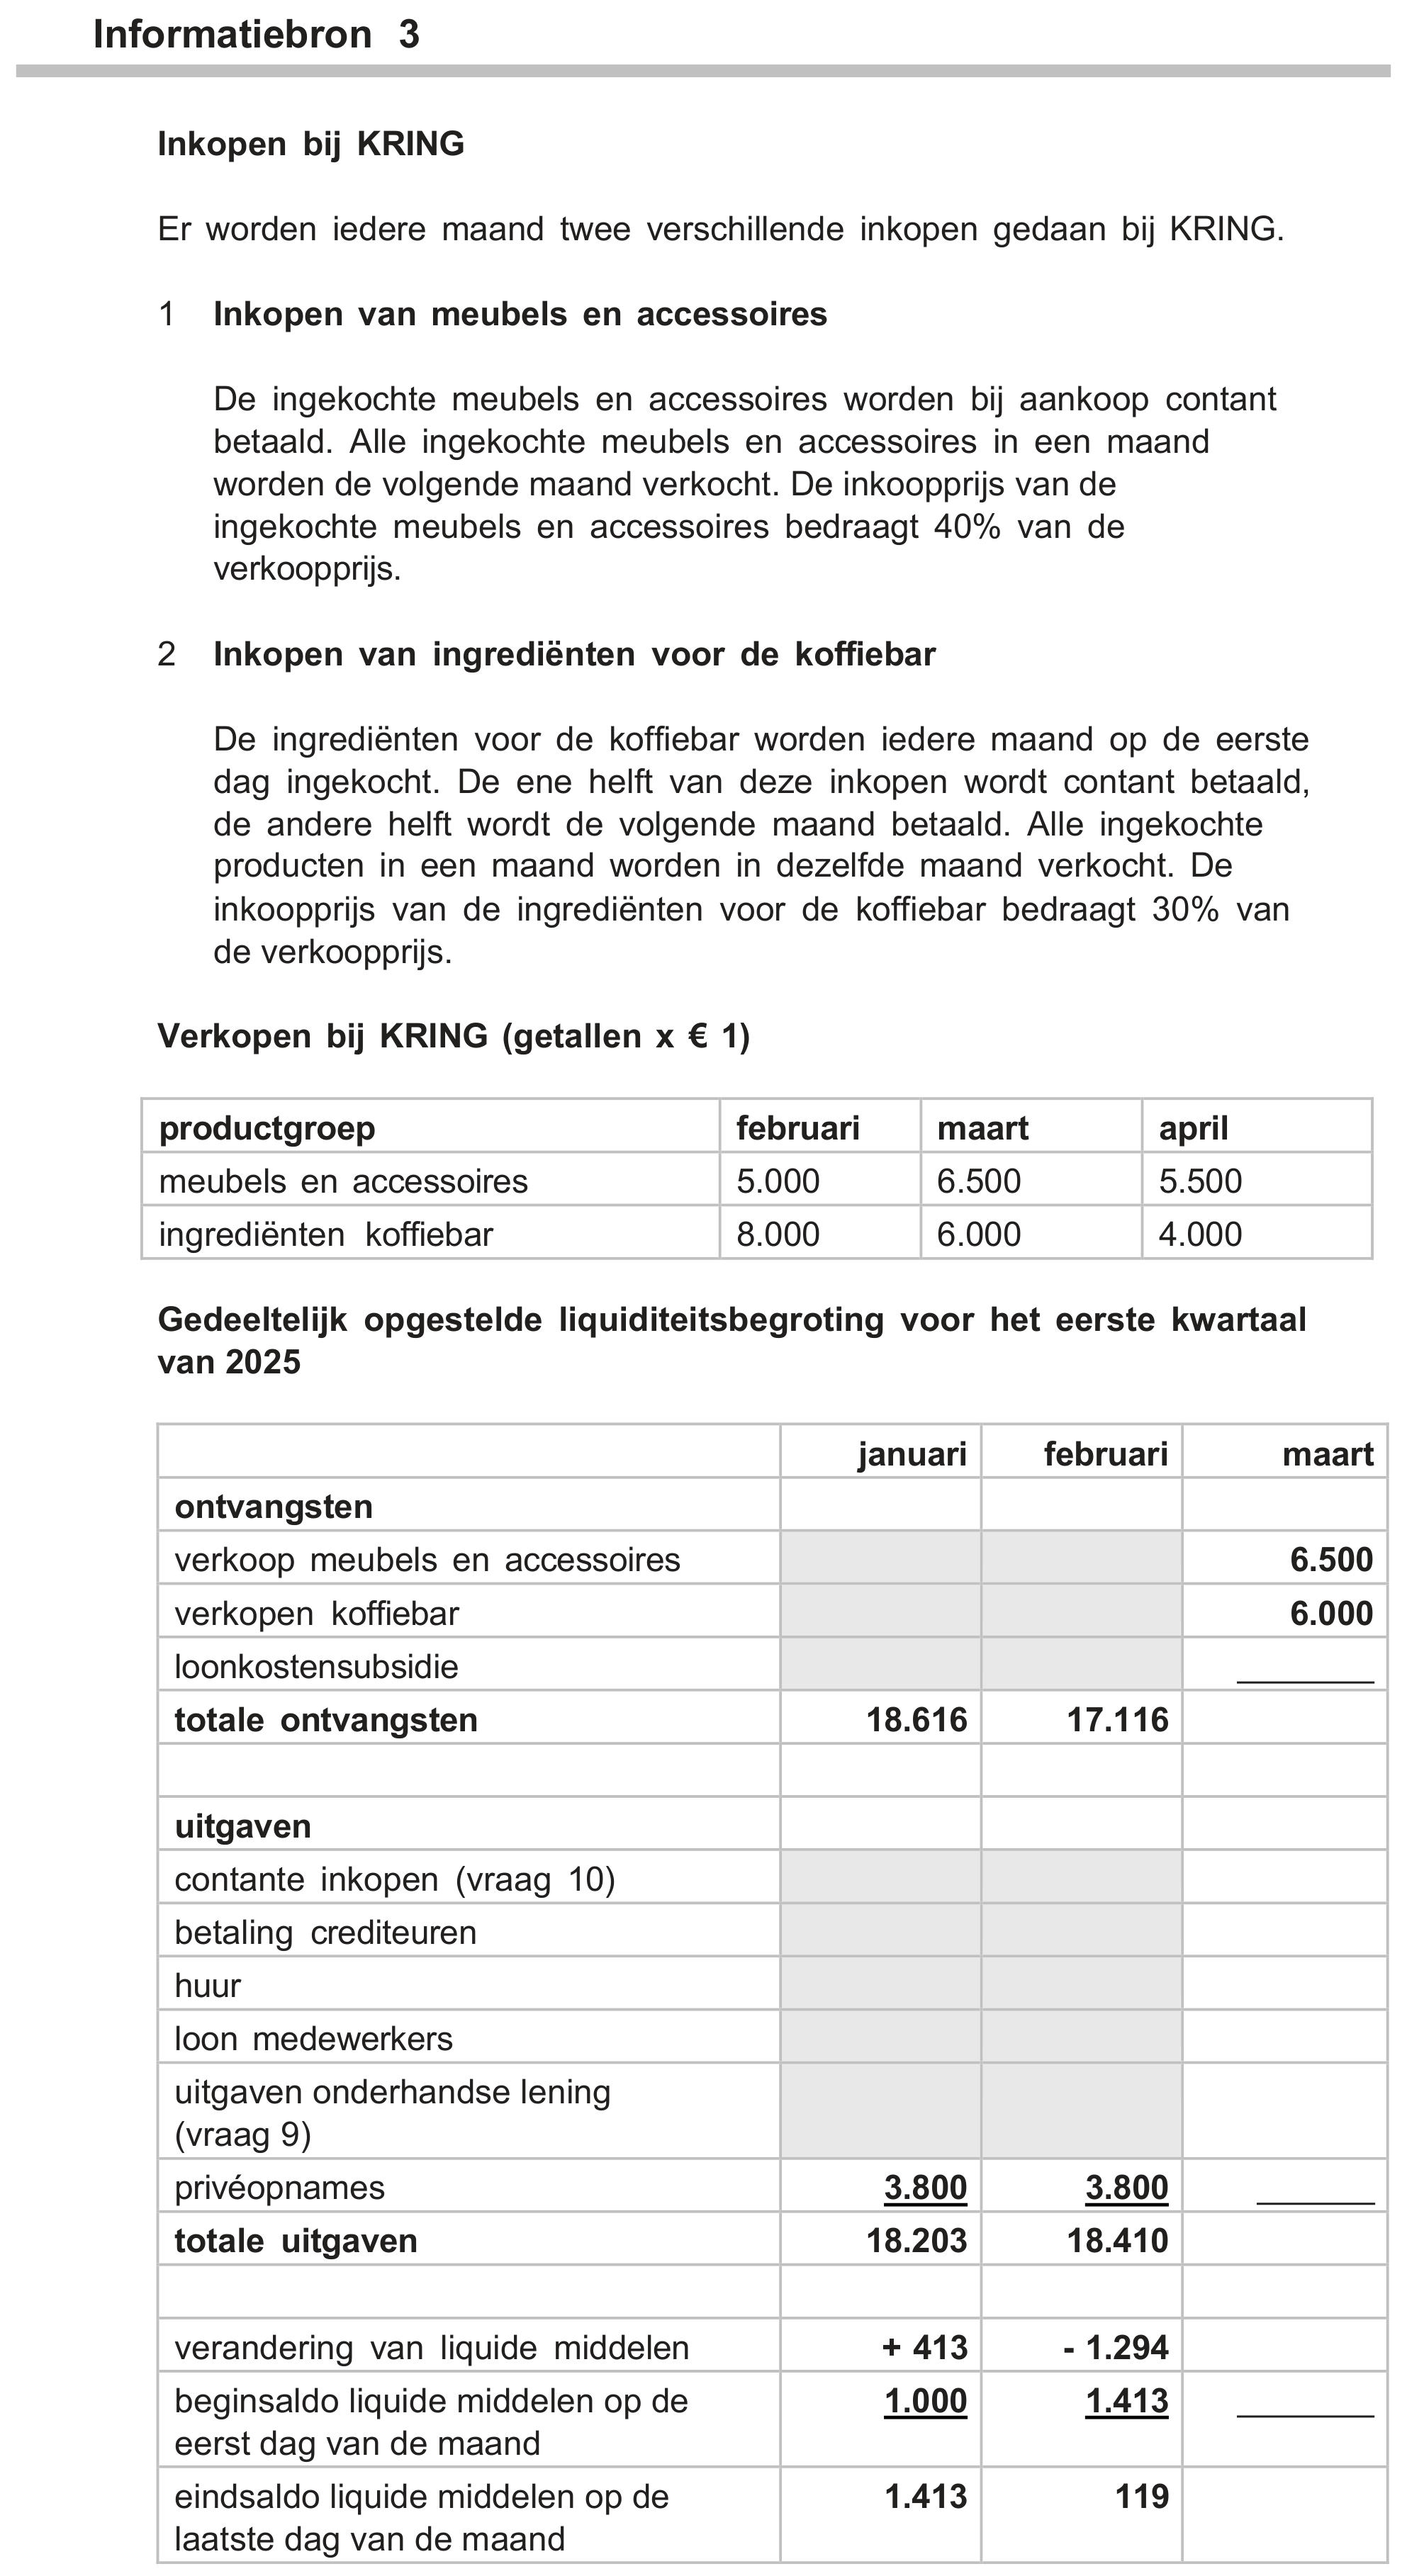 Informatiebron 3
Inkopen bij KRING
Er worden iedere maand twee verschillende inkopen gedaan bij KRING.
1 Inkopen van meubels en accessoires
De ingekochte meubels en accessoires worden bij aankoop contant
betaald. Alle ingekochte meubels en accessoires in een maand
worden de volgende maand verkocht. De inkoopprijs van de
ingekochte meubels en accessoires bedraagt 40% van de
verkoopprijs.
2 Inkopen van ingrediënten voor de koffiebar
De ingrediënten voor de koffiebar worden iedere maand op de eerste
dag ingekocht. De ene helft van deze inkopen wordt contant betaald,
de andere helft wordt de volgende maand betaald. Alle ingekochte
producten in een maand worden in dezelfde maand verkocht. De
inkoopprijs van de ingrediënten voor de koffiebar bedraagt 30% van
de verkoopprijs.
Verkopen bij KRING (getallen x € 1)
productgroep februari maart april
meubels en accessoires 5.000 6.500 5.500
ingrediënten koffiebar 8.000 6.000 4.000
Gedeeltelijk opgestelde liquiditeitsbegroting voor het eerste kwartaal
van 2025
januari februari maart
ontvangsten
verkoop meubels en accessoires 6.500
verkopen koffiebar 6.000
loonkostensubsidie
totale ontvangsten 18.616 17.116
uitgaven
contante inkopen (vraag 10)
betaling crediteuren
huur
loon medewerkers
uitgaven onderhandse lening
(vraag 9)
privéopnames 3.800 3.800
totale uitgaven 18.203 18.410
verandering van liquide middelen + 413 - 1.294
beginsaldo liquide middelen op de 1.000 1.413
eerst dag van de maand
eindsaldo liquide middelen op de 1.413 119
laatste dag van de maand